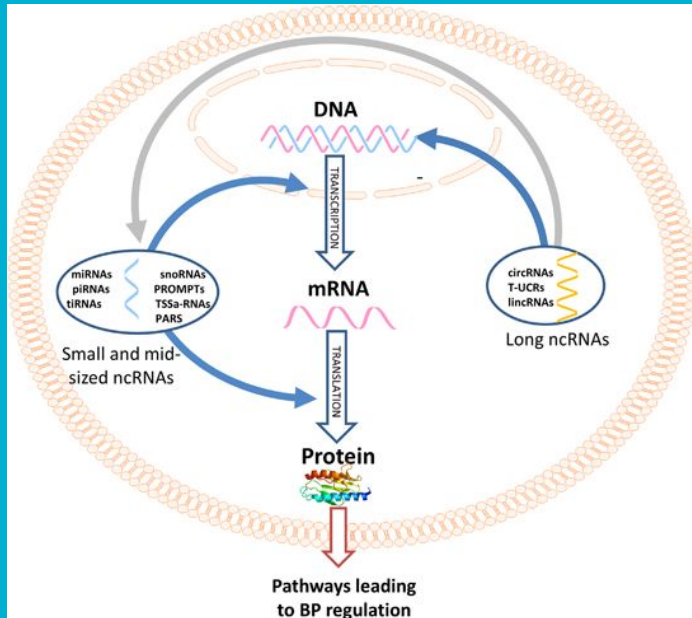 DNA
TRANSCRIPTION
-
mRNA
miRNAs
piRNAs
tiRNAs
snoRNAs
PROMPTs
TSSa-RNAs
PARS
Small and mid-
sized ncRNAs
circRNAs
T-UCRs
lincRNAs
Long ncRNAs
TRANSLATION
Protein
Pathways leading
to BP regulation